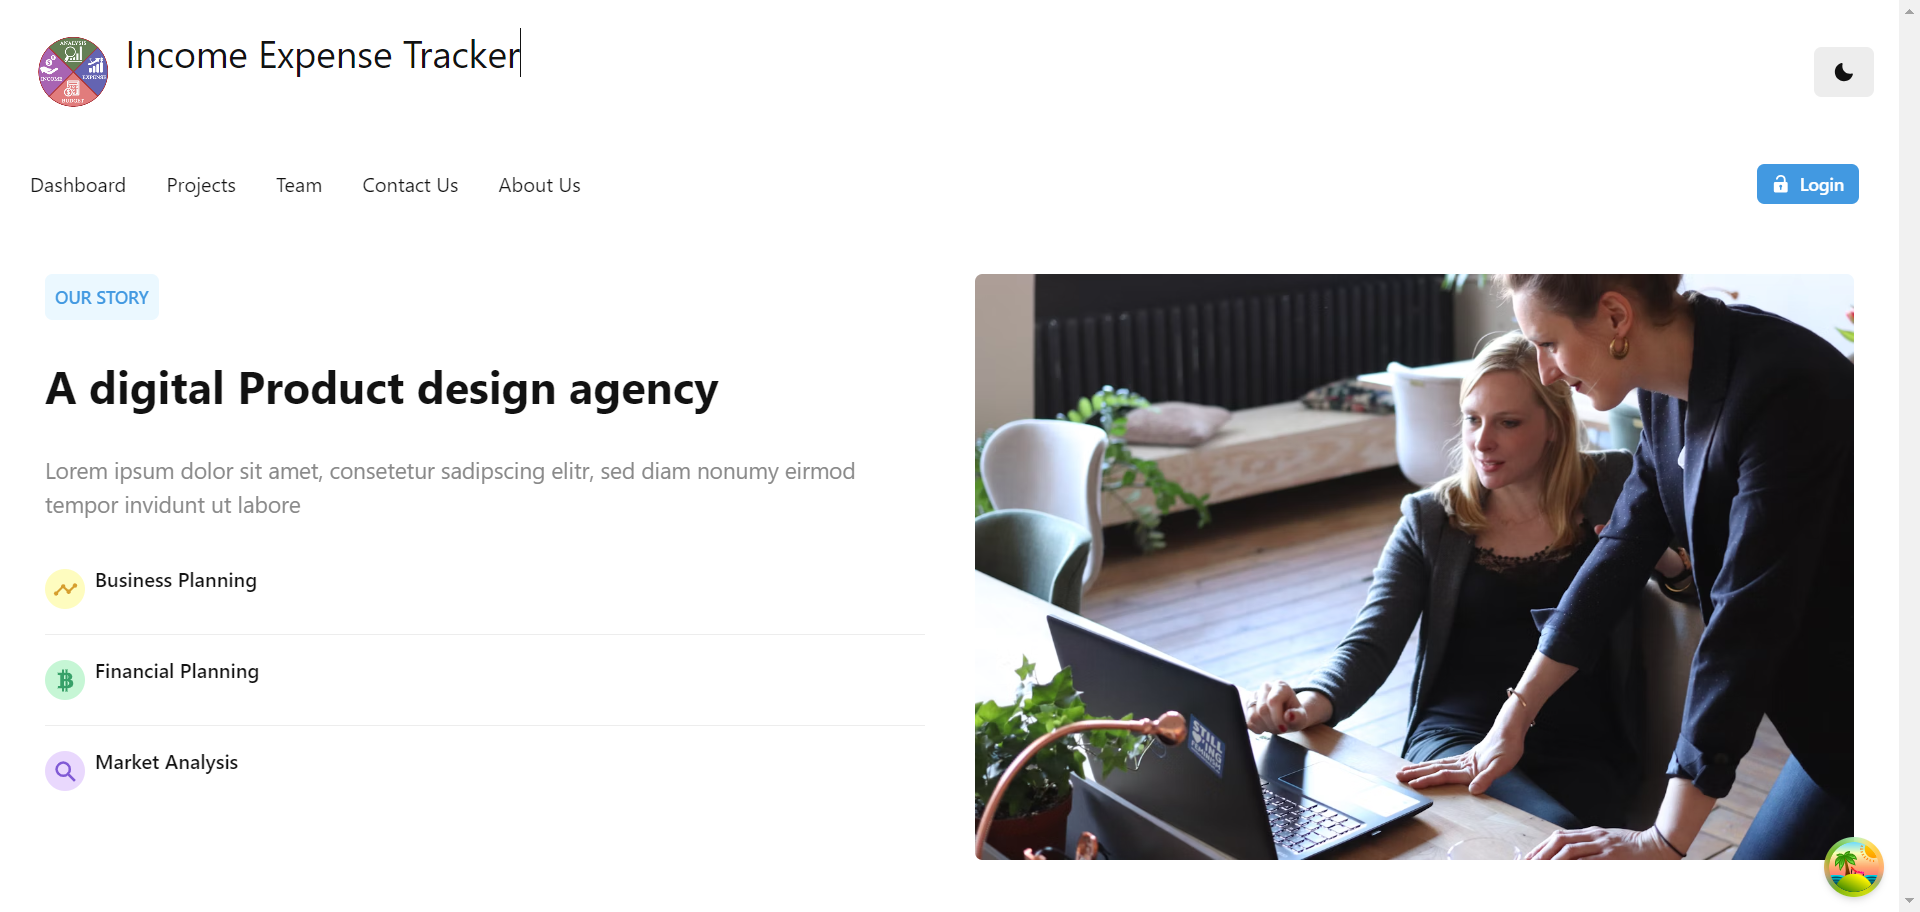 ANALYSIS
INCOME
EXPENSE
BUDGET
Income Expense Tracker
Dashboard
Projects
Team
Contact Us
About Us
Login
OUR STORY
A digital Product design agency
Lorem ipsum dolor sit amet, consetetur sadipscing elitr, sed diam nonumy eirmod
tempor invidunt ut labore
Business Planning
Financial Planning
Market Analysis
STILL
FEMINISM